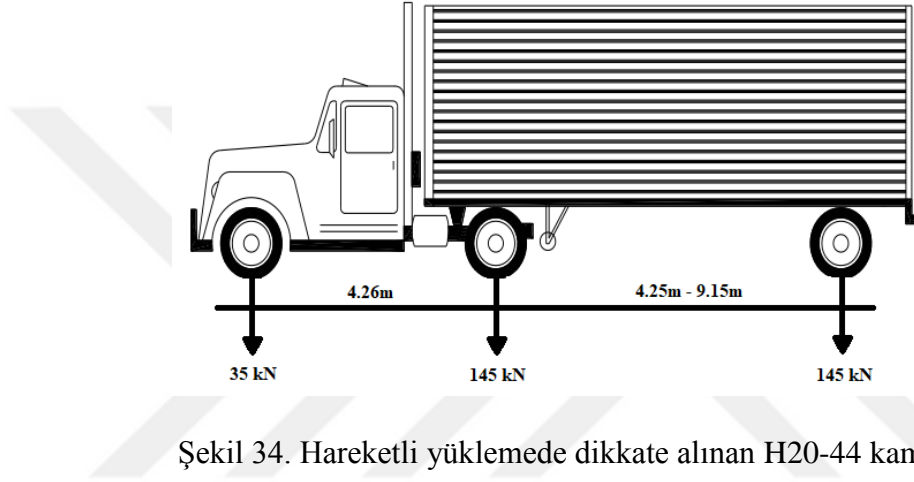 4.26m 4.25m - 9.15m
35 kN 145 kN 145 kN
Şekil 34. Hareketli yüklemede dikkate alınan H20-44